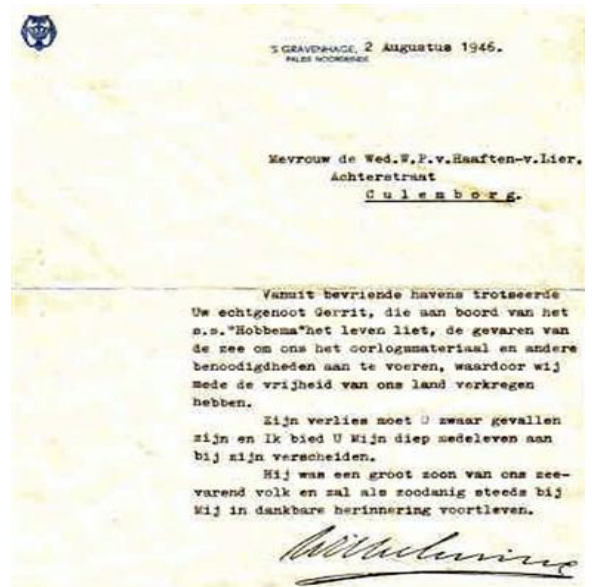 'S GRAVENHAGE, 2 Augustus 1946.
PALEIS NOORDEINDE
Mevrouw de Wed.W.P.v.Haaften-v.Lier.
Achterstraat
Culemborg.
Vanuit bevriende havens trotseerde
Uw echtgenoot Gerrit, die aan boord van het
s.s."Hobbema"het leven liet, de gevaren van
de zee om ons het oorlogsmateriaal en andere
benoodigdheden aan te voeren, waardoor wij
mede de vrijheid van ons land verkregen
hebben.
Zijn verlies moet U zwaar gevallen
zijn en Ik bied U Mijn diep medeleven aan
bij zijn verscheiden.
Hij was een groot zoon van ons zee-
varend volk en zal als zoodanig steeds bij
Mij in dankbare herinnering voortleven.
Wilhelmina